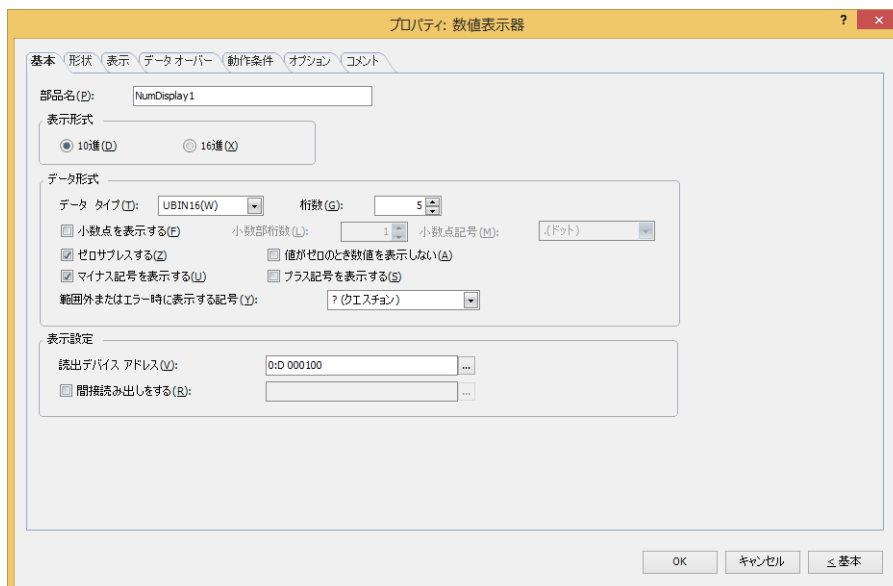 プロパティ: 数値表示器
?
×
基本 形状 表示 データ オーバー 動作条件 オプション コメント
部品名(P): NumDisplay1
表示形式
10進(D) 16進(X)
データ形式
データ タイプ(T): UBIN16(W) 桁数(G): 5
小数点を表示する(F) 小数部桁数(L): 1 小数点記号(M): .(ドット)
ゼロサプレスする(Z) 値がゼロのとき数値を表示しない(A)
マイナス記号を表示する(U) プラス記号を表示する(S)
範囲外またはエラー時に表示する記号(Y): ? (クエスチョン)
表示設定
読出デバイス アドレス(V): 0:D 000100 ...
間接読み出しをする(R): ...
OK キャンセル < 基本